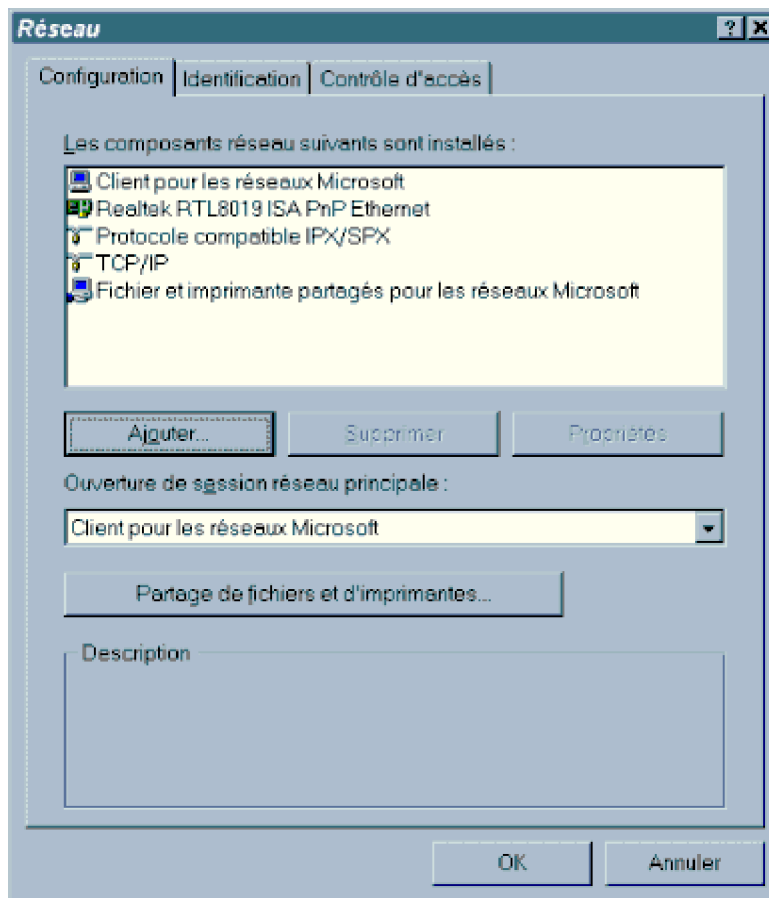 Réseau
Configuration Identification Contrôle d'accès
Les composants réseau suivants sont installés :
Client pour les réseaux Microsoft
Realtek RTL8019 ISA PnP Ethernet
Protocole compatible IPX/SPX
TCP/IP
Fichier et imprimante partagés pour les réseaux Microsoft
Ajouter... Supprimer Propriétés
Ouverture de session réseau principale :
Client pour les réseaux Microsoft
Partage de fichiers et d'imprimantes...
Description
OK Annuler